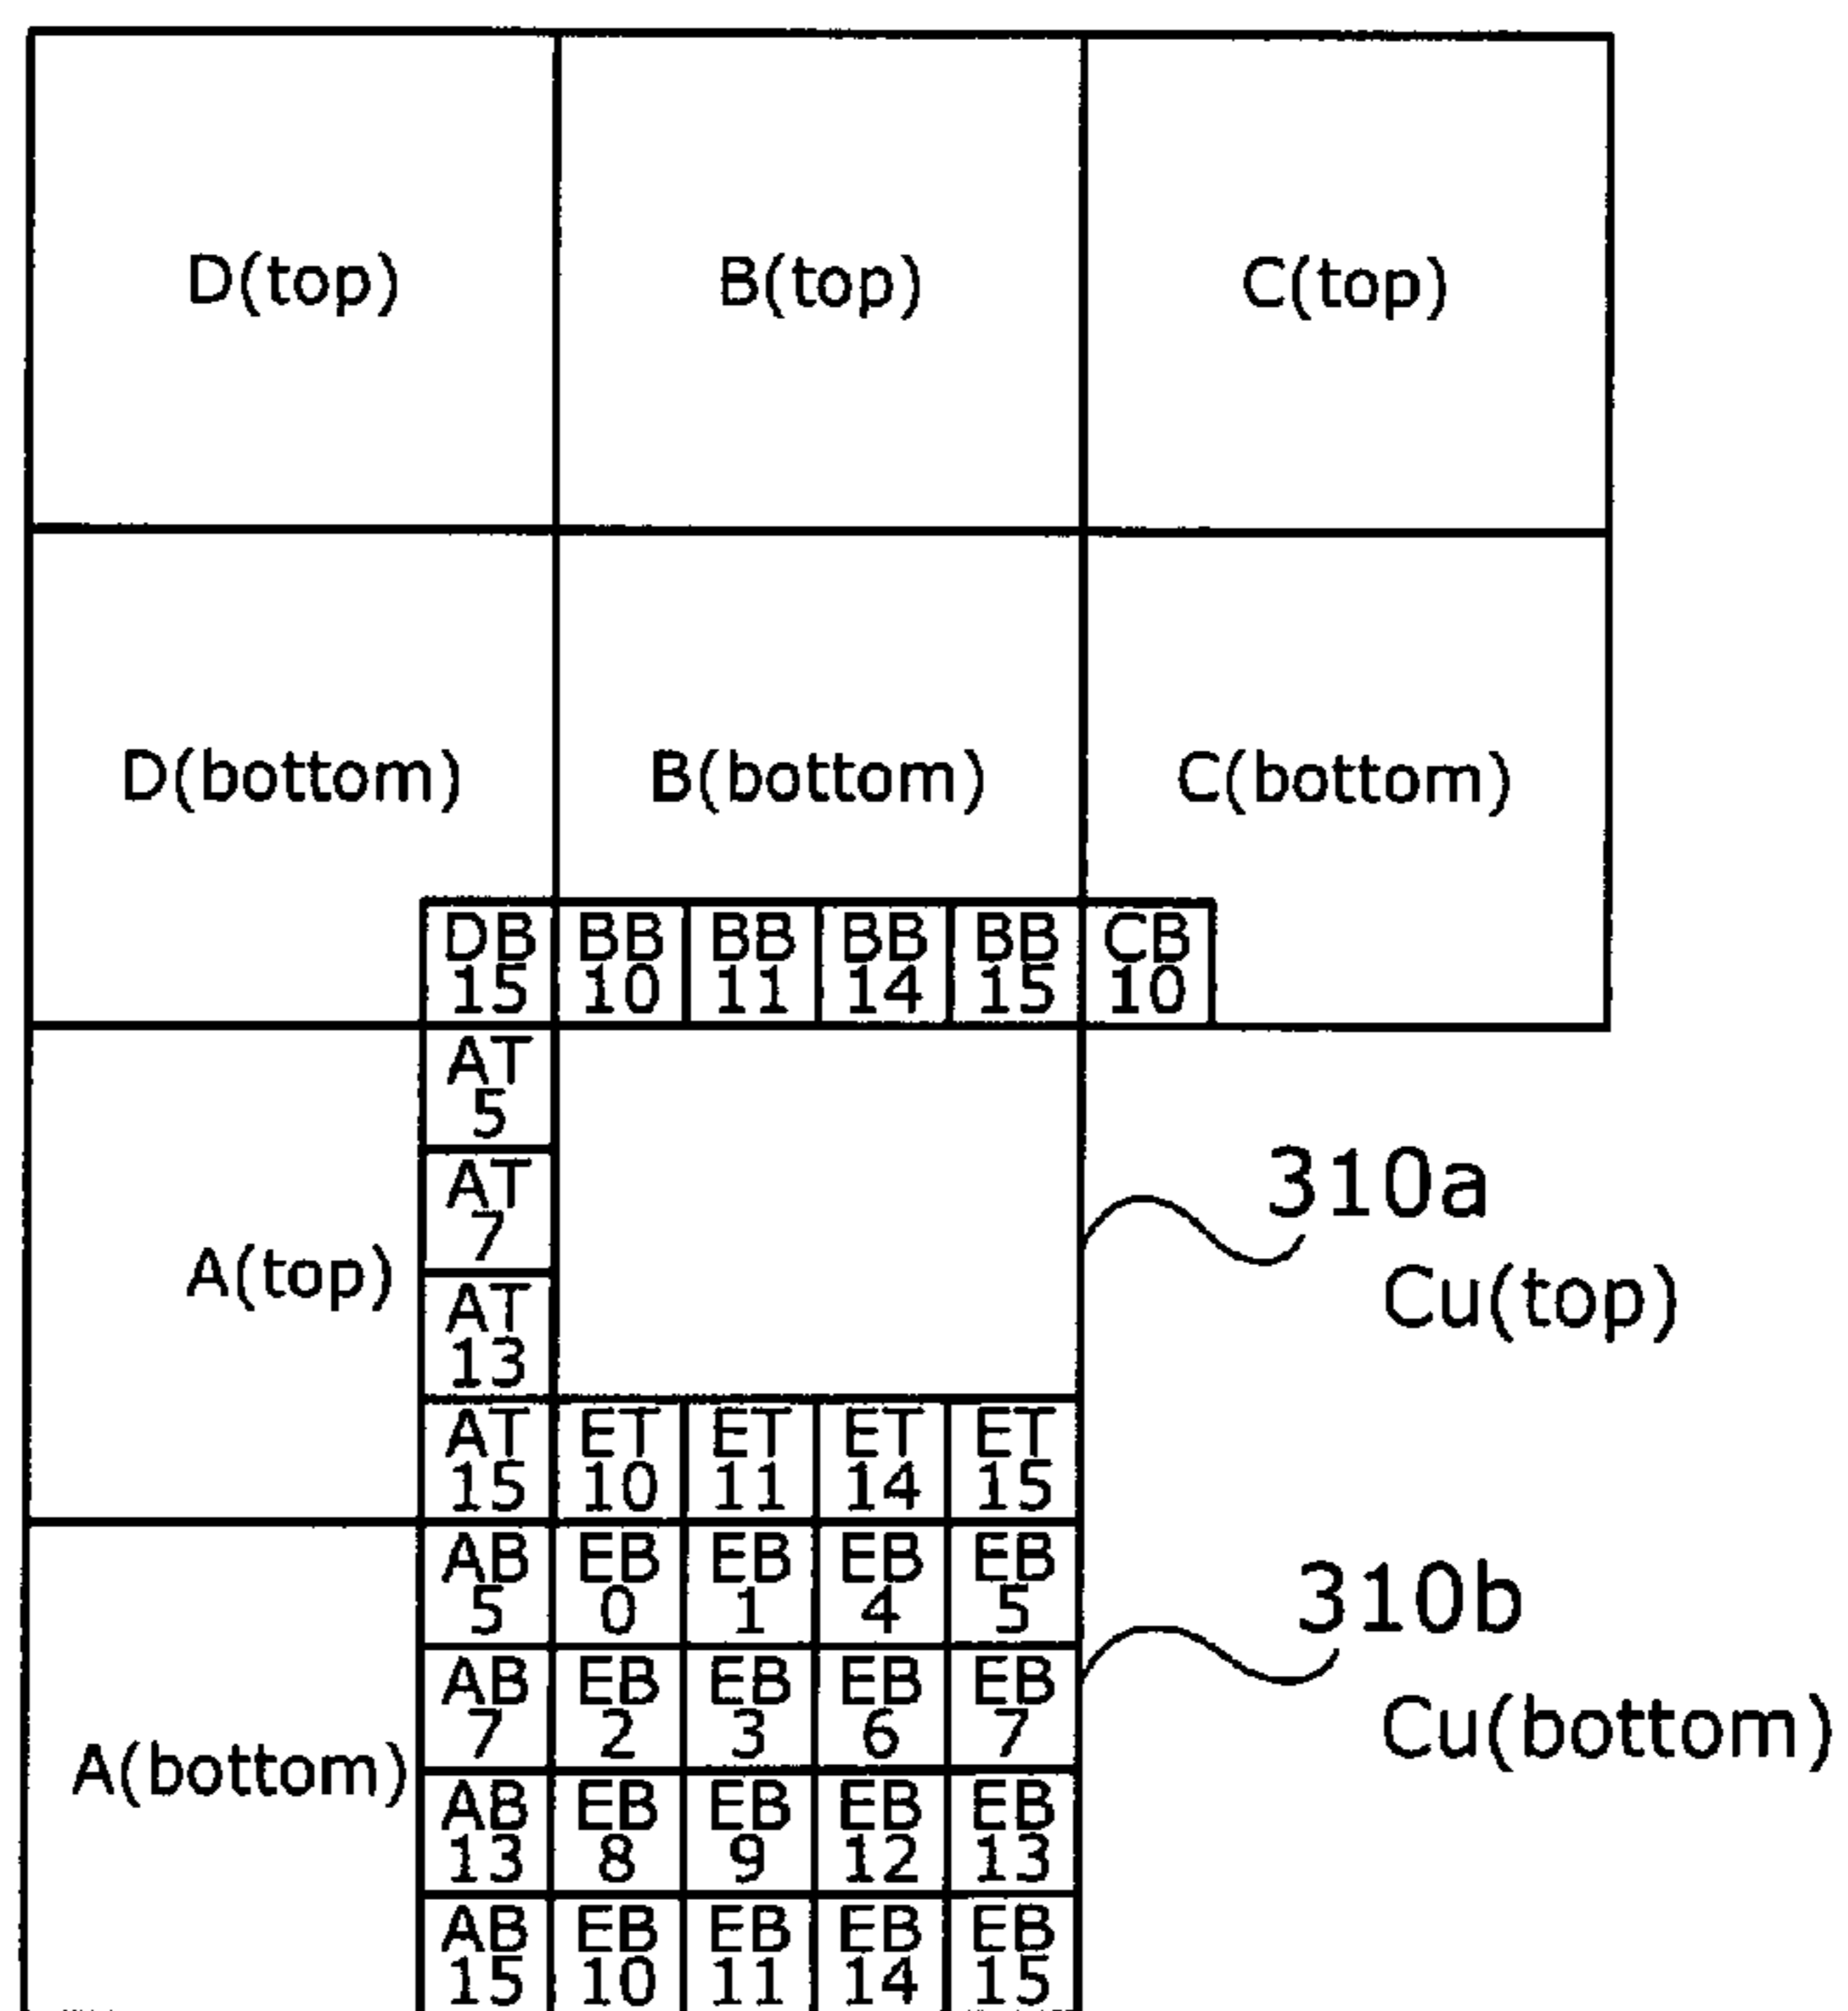 D(top) B(top) C(top)
D(bottom) B(bottom) C(bottom)
DB BB BB BB BB CB
15 10 11 14 15 10
AT
5
AT
7
310a
A(top)
Cu(top)
AT
13
AT ET ET ET ET
15 10 11 14 15
AB EB EB EB EB
5 0 1 4 5
310b
AB EB EB EB EB
7 2 3 6 7
Cu(bottom)
A(bottom)
AB EB EB EB EB
13 8 9 12 13
AB EB EB EB EB
15 10 11 14 15